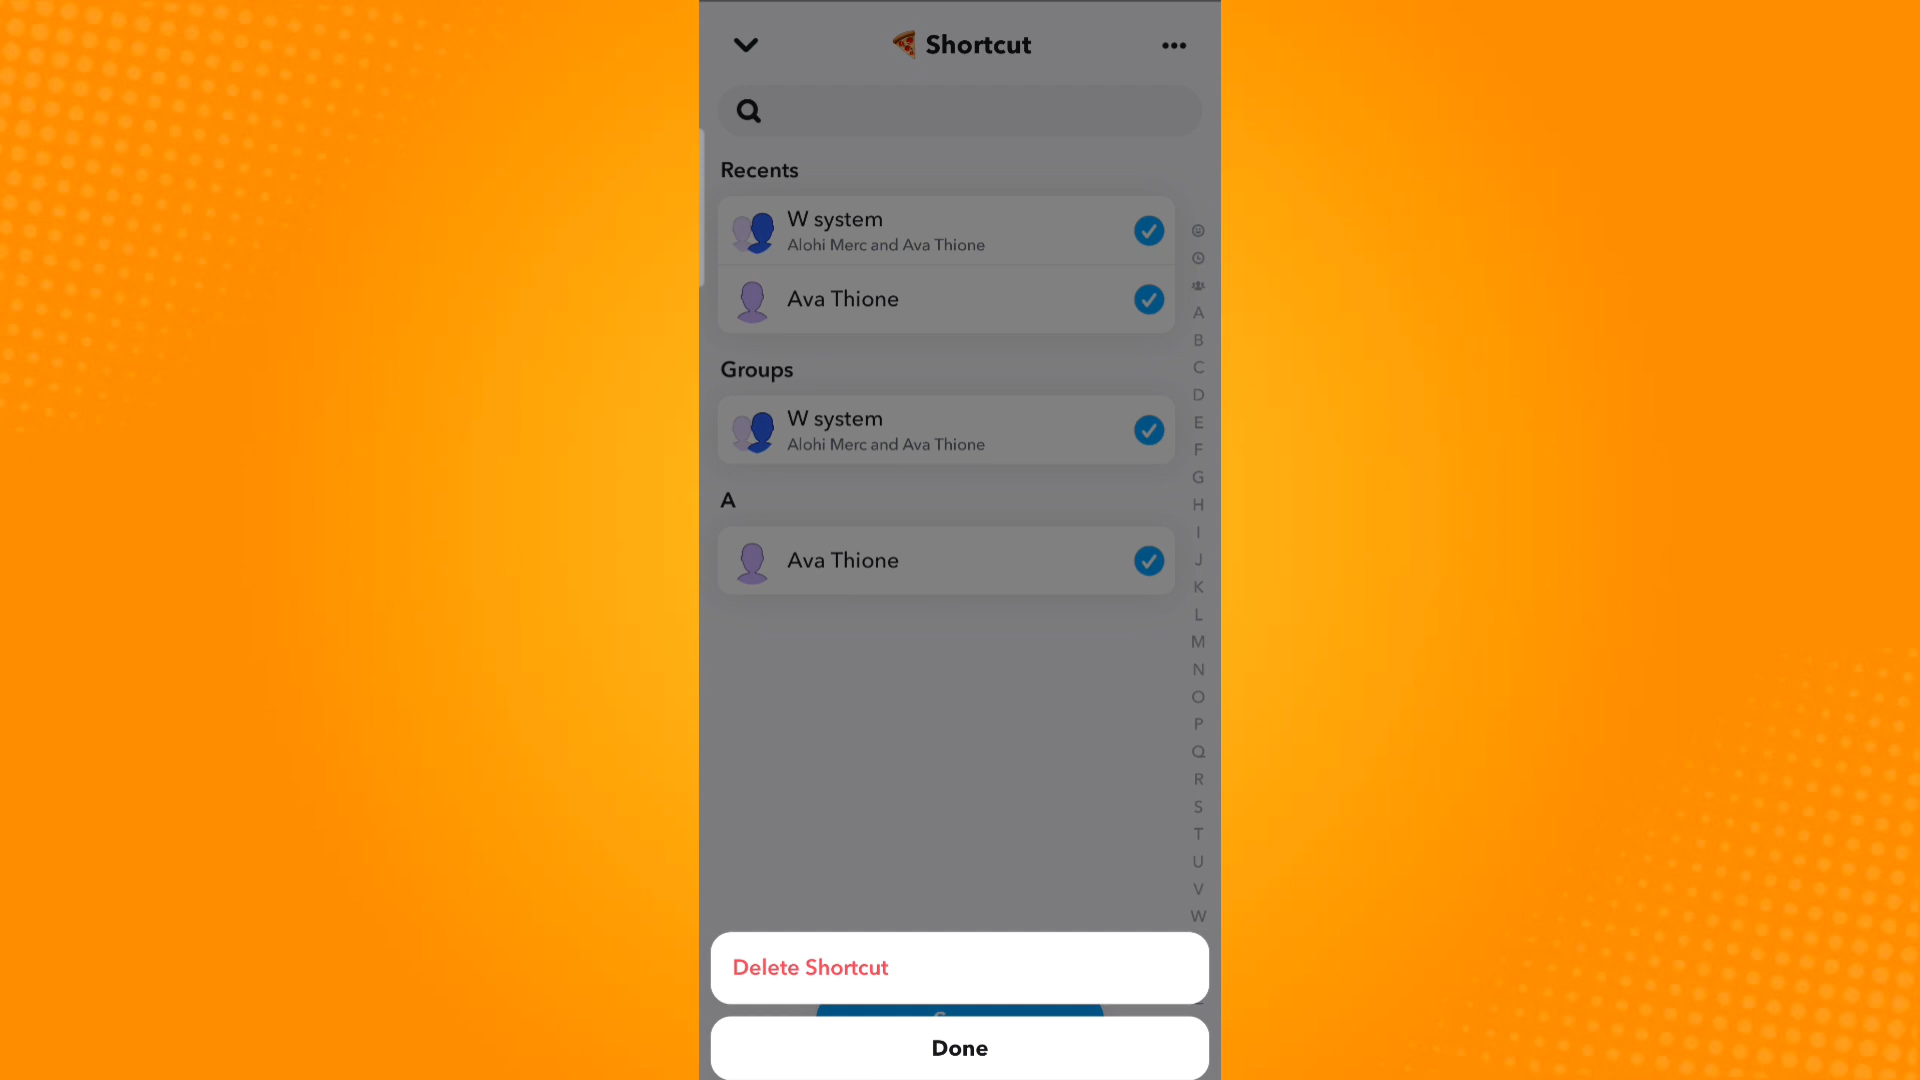 Shortcut
Recents
W system
Alohi Merc and Ava Thione
Ava Thione
Groups
W system
Alohi Merc and Ava Thione
A
Ava Thione
A
B
C
D
E
F
G
H
I
J
K
L
M
N
O
P
Q
R
S
T
U
V
W
Delete Shortcut
Done